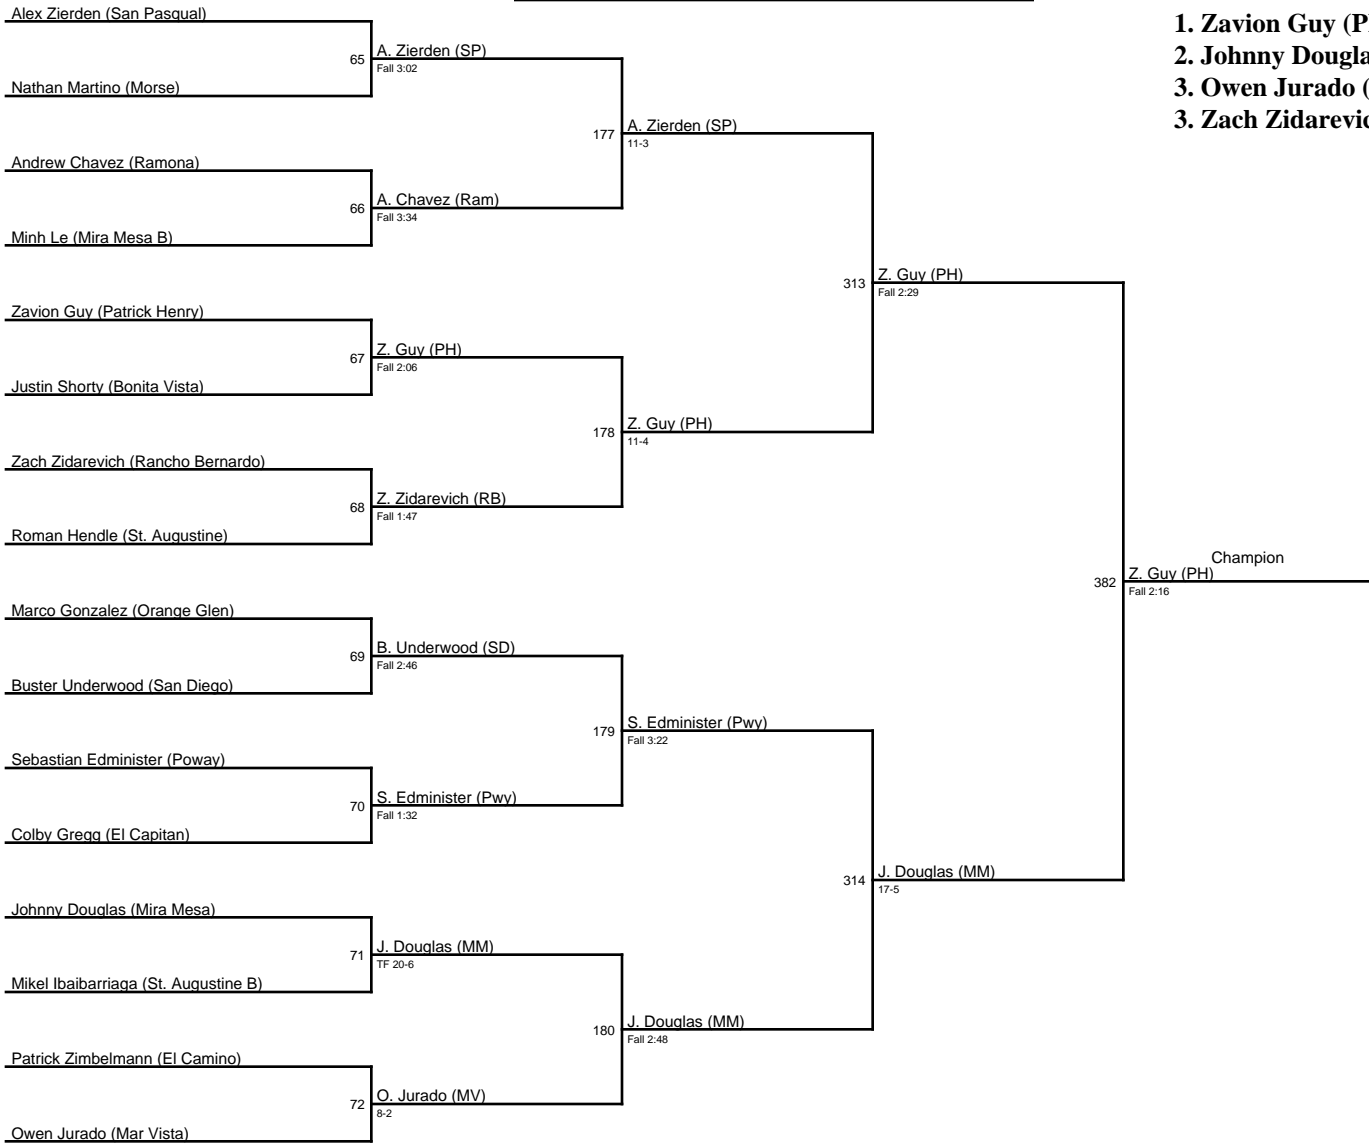 Alex Zierden (San Pasqual)
65 A. Zierden (SP)
Fall 3:02
Nathan Martino (Morse)
177 A. Zierden (SP)
11-3
Andrew Chavez (Ramona)
66 A. Chavez (Ram)
Fall 3:34
Minh Le (Mira Mesa B)
313 Z. Guy (PH)
Fall 2:29
Zavion Guy (Patrick Henry)
67 Z. Guy (PH)
Fall 2:06
Justin Shorty (Bonita Vista)
178 Z. Guy (PH)
11-4
Zach Zidarevich (Rancho Bernardo)
68 Z. Zidarevich (RB)
Fall 1:47
Roman Hendle (St. Augustine)
Champion
382 Z. Guy (PH)
Fall 2:16
Marco Gonzalez (Orange Glen)
69 B. Underwood (SD)
Fall 2:46
Buster Underwood (San Diego)
179 S. Edminister (Pwy)
Fall 3:22
Sebastian Edminister (Poway)
70 S. Edminister (Pwy)
Fall 1:32
Colby Gregg (El Capitan)
314 J. Douglas (MM)
17-5
Johnny Douglas (Mira Mesa)
71 J. Douglas (MM)
TF 20-6
Mikel Ibaibarriaga (St. Augustine B)
180 J. Douglas (MM)
Fall 2:48
Patrick Zimbelmann (El Camino)
72 O. Jurado (MV)
8-2
Owen Jurado (Mar Vista)
1. Zavion Guy (P
2. Johnny Dougla
3. Owen Jurado (
3. Zach Zidarevic